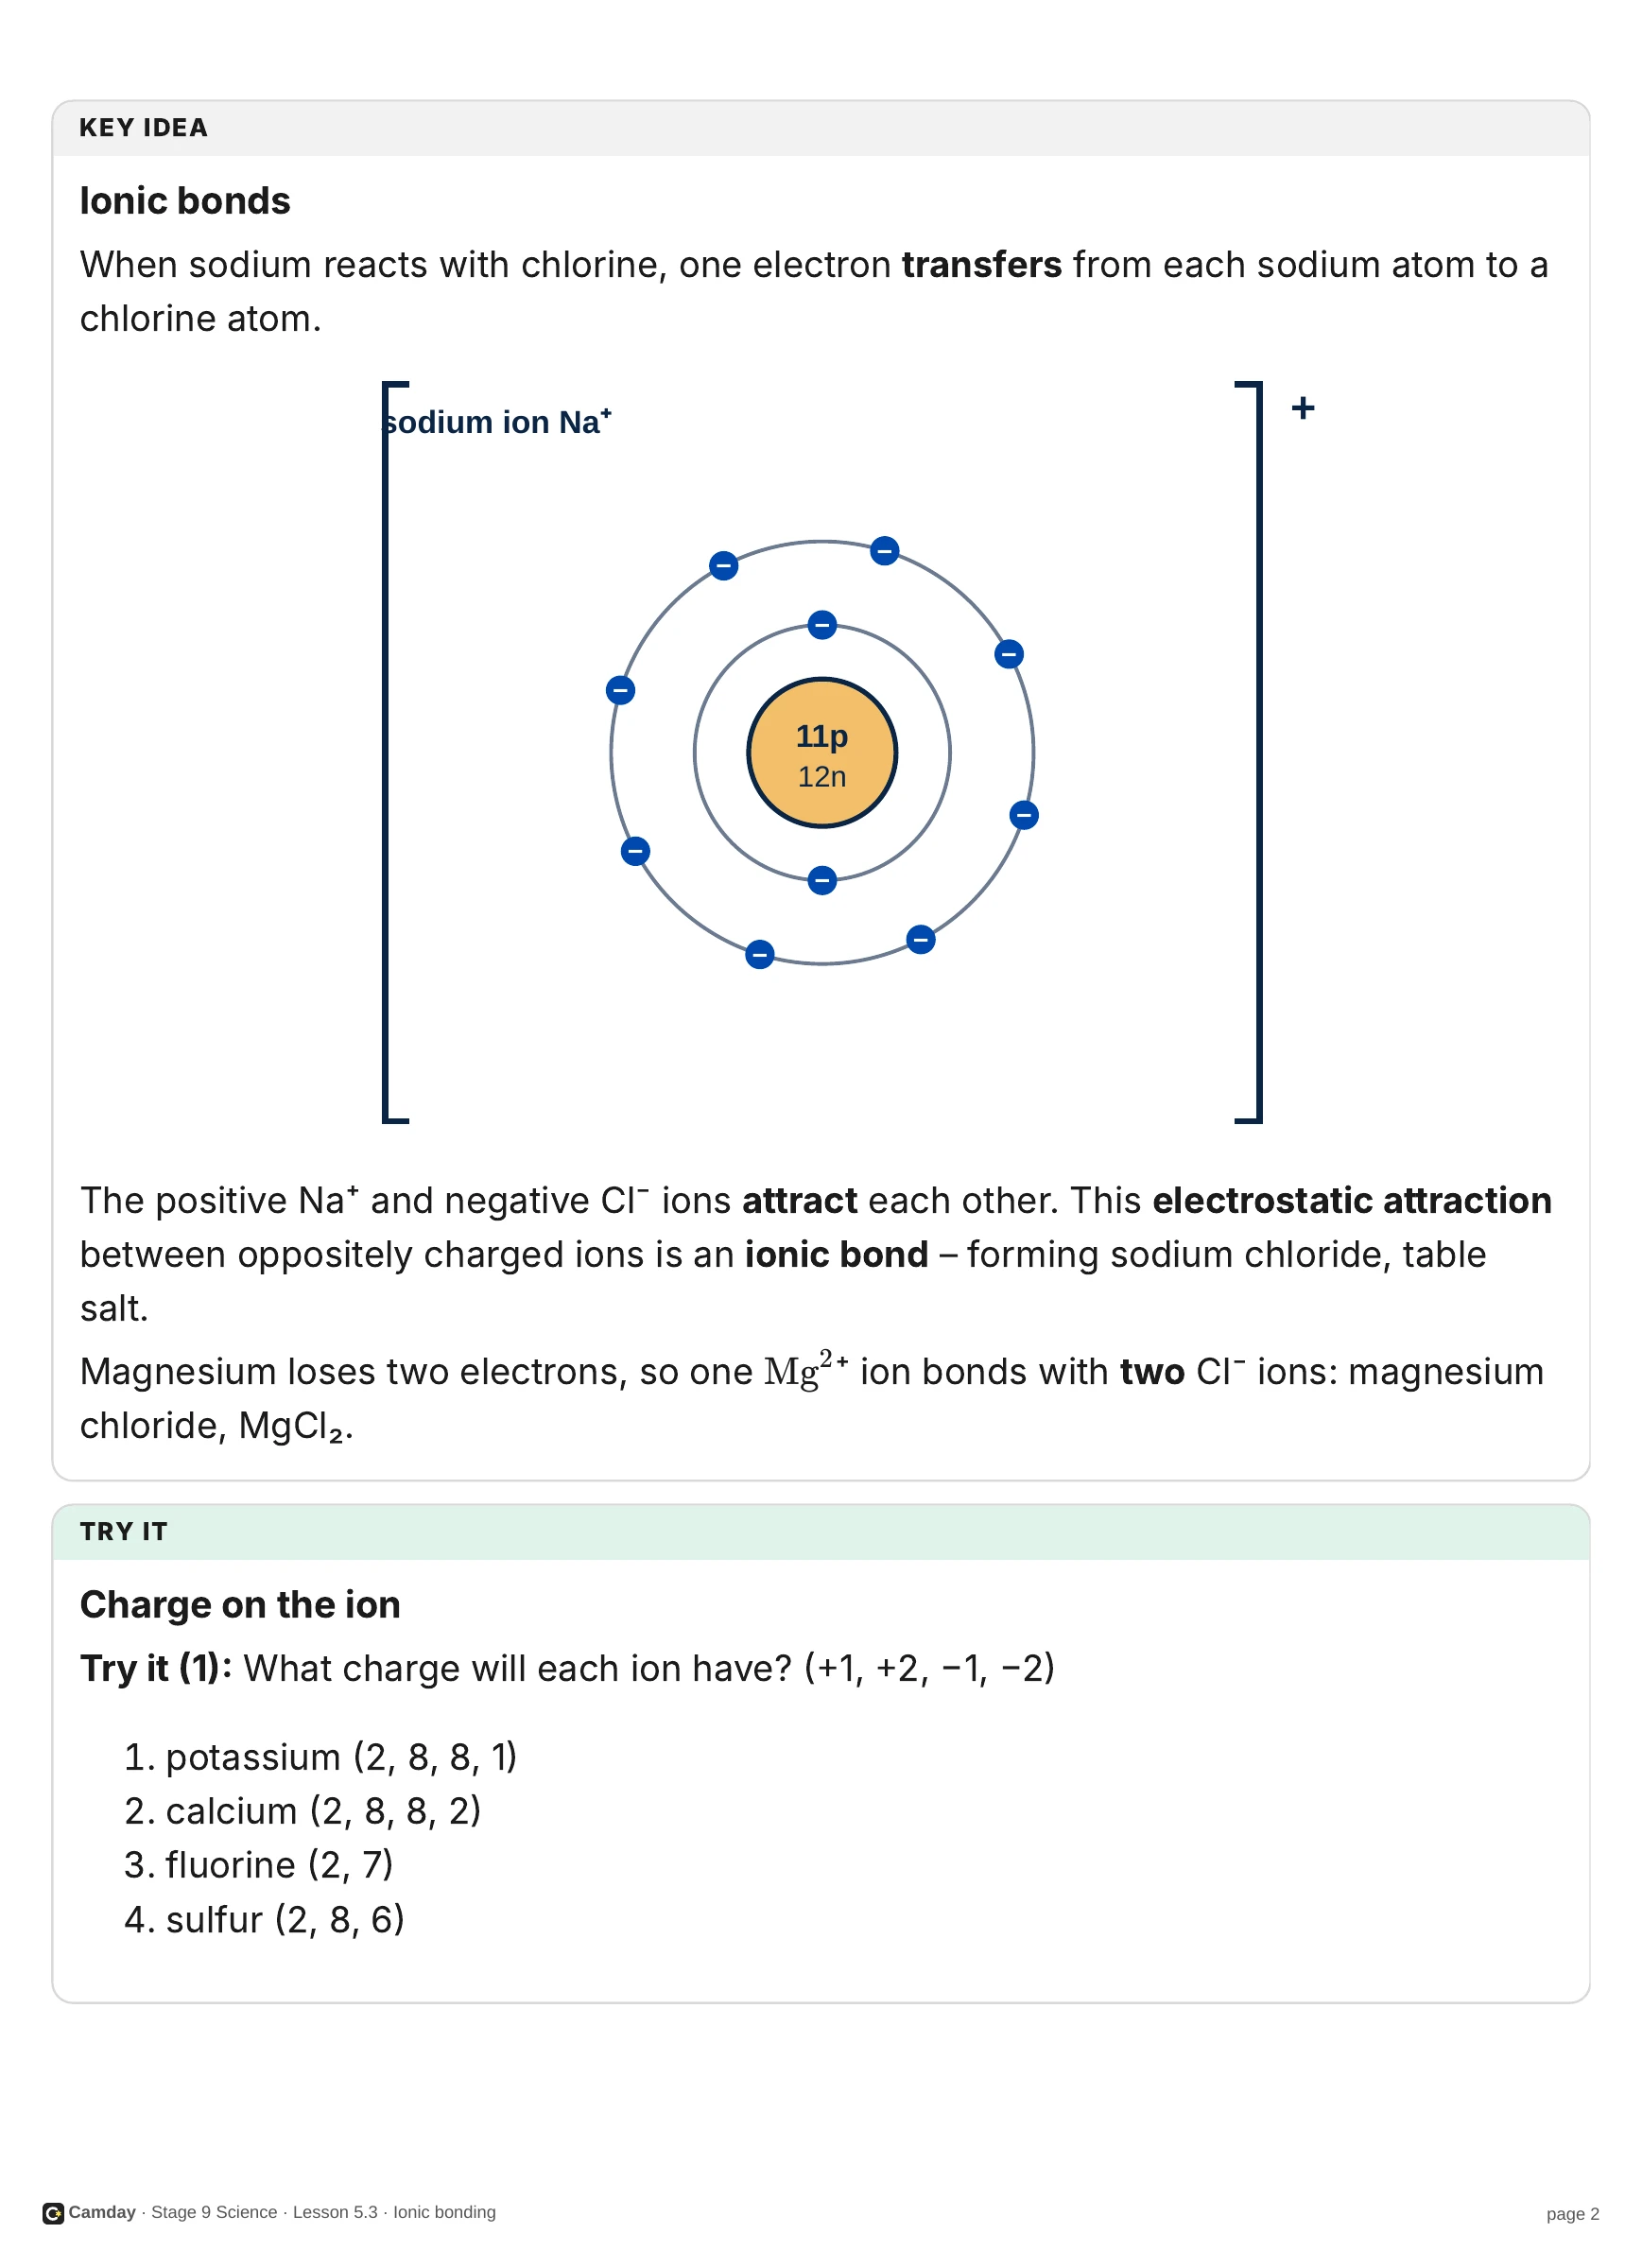 KEY IDEA
Ionic bonds
When sodium reacts with chlorine, one electron transfers from each sodium atom to a
chlorine atom.
sodium ion Na⁺
+
−
−
−
−
−
11p
12n
−
−
−
−
−
The positive Na⁺ and negative Cl⁻ ions attract each other. This electrostatic attraction
between oppositely charged ions is an ionic bond – forming sodium chloride, table
salt.
Magnesium loses two electrons, so one Mg²⁺ ion bonds with two Cl⁻ ions: magnesium
chloride, MgCl₂.
TRY IT
Charge on the ion
Try it (1): What charge will each ion have? (+1, +2, −1, −2)
1. potassium (2, 8, 8, 1)
2. calcium (2, 8, 8, 2)
3. fluorine (2, 7)
4. sulfur (2, 8, 6)
Camday · Stage 9 Science · Lesson 5.3 · Ionic bonding
page 2